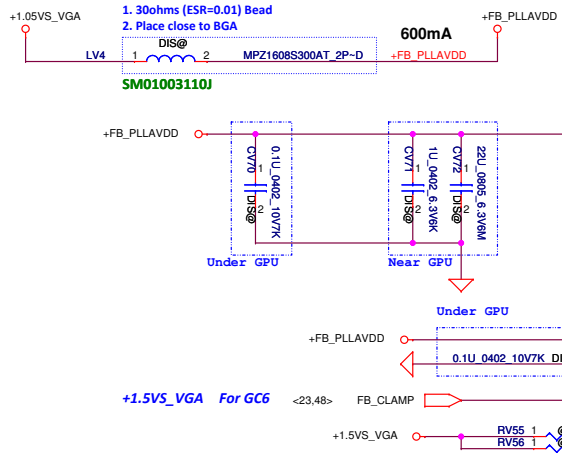 1. 30ohms (ESR=0.01) Bead
2. Place close to BGA
+1.05VS_VGA
+FB_PLLAVDD
600mA
DIS@
LV4 1 2 MPZ1608S300AT_2P~D +FB_PLLAVDD
SM01003110J
+FB_PLLAVDD
CV70 1 2 DIS@ 0.1U_0402_10V7K
CV71 1 2 DIS@ 1U_0402_6.3V6K
CV72 1 2 DIS@ 22U_0805_6.3V6M
Under GPU
Near GPU
Under GPU
+FB_PLLAVDD
0.1U_0402_10V7K
+1.5VS_VGA For GC6 <23,48> FB_CLAMP
+1.5VS_VGA
RV55 1
RV56 1